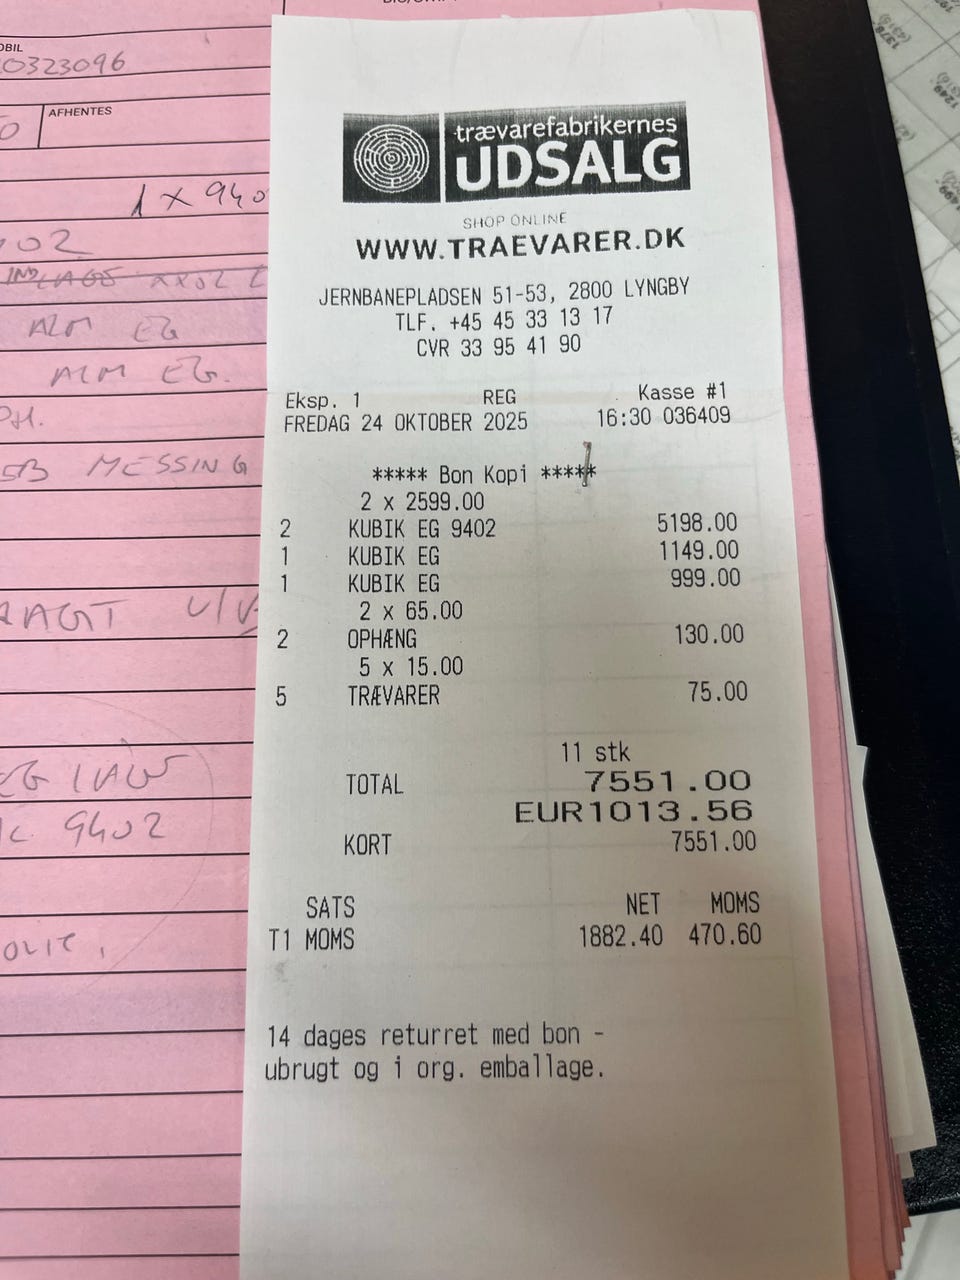 AFHENTES
1 x 940
ALM EG
ALM EG.
MESSING
9402
trævarefabrikernes
UDSALG
SHOP ONLINE
WWW.TRAEVARER.DK
JERNBANEPLADSEN 51-53, 2800 LYNGBY
TLF. +45 45 33 13 17
CVR 33 95 41 90
Eksp. 1 REG Kasse #1
FREDAG 24 OKTOBER 2025 16:30 036409
***** Bon Kopi *****
2 x 2599.00
2 KUBIK EG 9402 5198.00
1 KUBIK EG 1149.00
1 KUBIK EG 999.00
2 x 65.00
2 OPHÆNG 130.00
5 x 15.00
5 TRÆVARER 75.00
11 stk
TOTAL 7551.00
EUR1013.56
KORT 7551.00
SATS NET MOMS
T1 MOMS 1882.40 470.60
14 dages returret med bon -
ubrugt og i org. emballage.